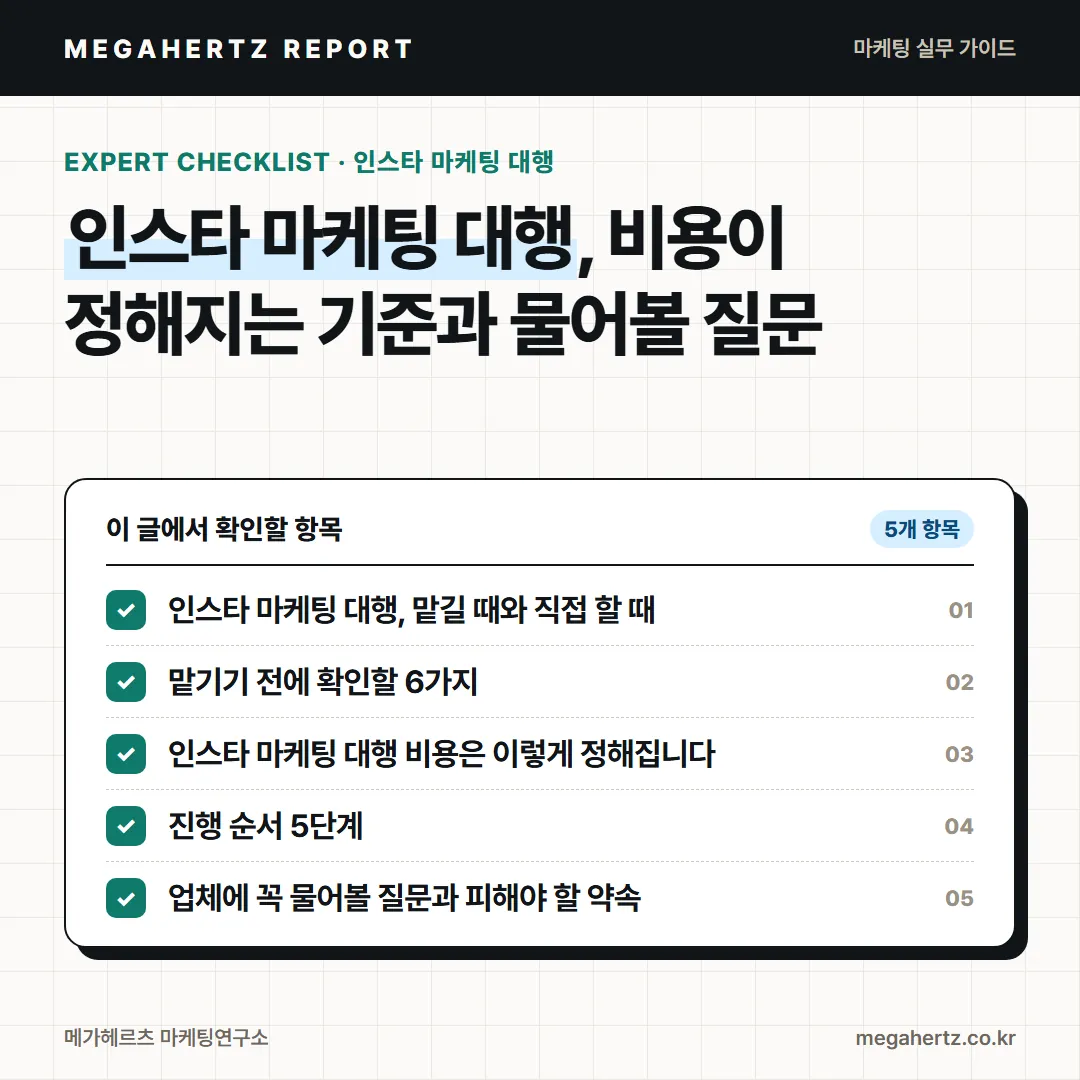 MEGAHERTZ REPORT
마케팅 실무 가이드
EXPERT CHECKLIST · 인스타 마케팅 대행
인스타 마케팅 대행, 비용이
정해지는 기준과 물어볼 질문
이 글에서 확인할 항목
5개 항목
인스타 마케팅 대행, 맡길 때와 직접 할 때
01
맡기기 전에 확인할 6가지
02
인스타 마케팅 대행 비용은 이렇게 정해집니다
03
진행 순서 5단계
04
업체에 꼭 물어볼 질문과 피해야 할 약속
05
메가헤르츠 마케팅연구소
megahertz.co.kr